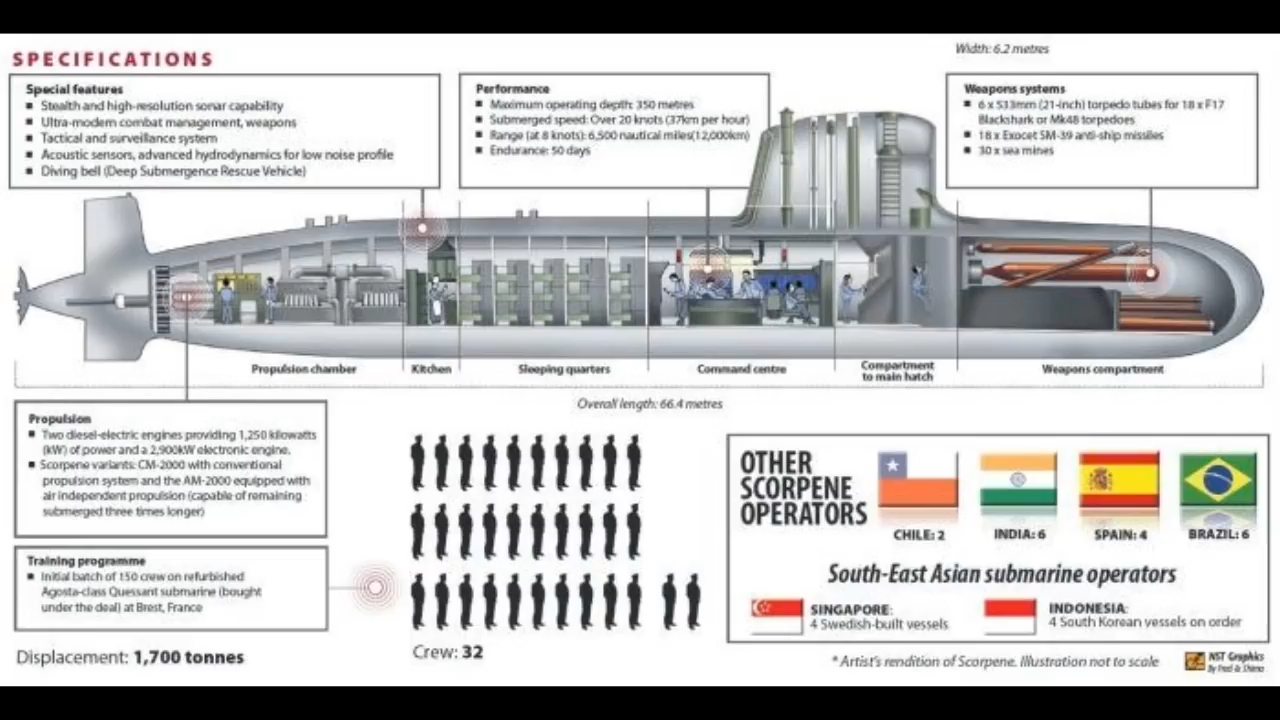 SPECIFICATIONS
Width: 6.2 metres
Special features
■ Stealth and high-resolution sonar capability
■ Ultra-modern combat management, weapons
■ Tactical and surveillance system
■ Acoustic sensors, advanced hydrodynamics for low noise profile
■ Diving bell (Deep Submergence Rescue Vehicle)
Performance
■ Maximum operating depth: 350 metres
■ Submerged speed: Over 20 knots (37km per hour)
■ Range (at 8 knots): 6,500 nautical miles(12,000km)
■ Endurance: 50 days
Weapons systems
■ 6 x 533mm (21-inch) torpedo tubes for 18 x F17
Blackshark or Mk48 torpedoes
■ 18 x Exocet SM-39 anti-ship missiles
■ 30 x sea mines
Propulsion chamber
Kitchen
Sleeping quarters
Command centre
Compartment
to main hatch
Weapons compartment
Overall length: 66.4 metres
Propulsion
■ Two diesel-electric engines providing 1,250 kilowatts
(kW) of power and a 2,900kW electronic engine.
■ Scorpene variants: CM-2000 with conventional
propulsion system and the AM-2000 equipped with
air independent propulsion (capable of remaining
submerged three times longer)
Training programme
■ Initial batch of 150 crew on refurbished
Agosta-class Quessant submarine (bought
under the deal) at Brest, France
Displacement: 1,700 tonnes
Crew: 32
OTHER
SCORPENE
OPERATORS
CHILE: 2
INDIA: 6
SPAIN: 4
BRAZIL: 6
South-East Asian submarine operators
SINGAPORE:
4 Swedish-built vessels
INDONESIA:
4 South Korean vessels on order
* Artist's rendition of Scorpene. Illustration not to scale
NST Graphics
By Fred &